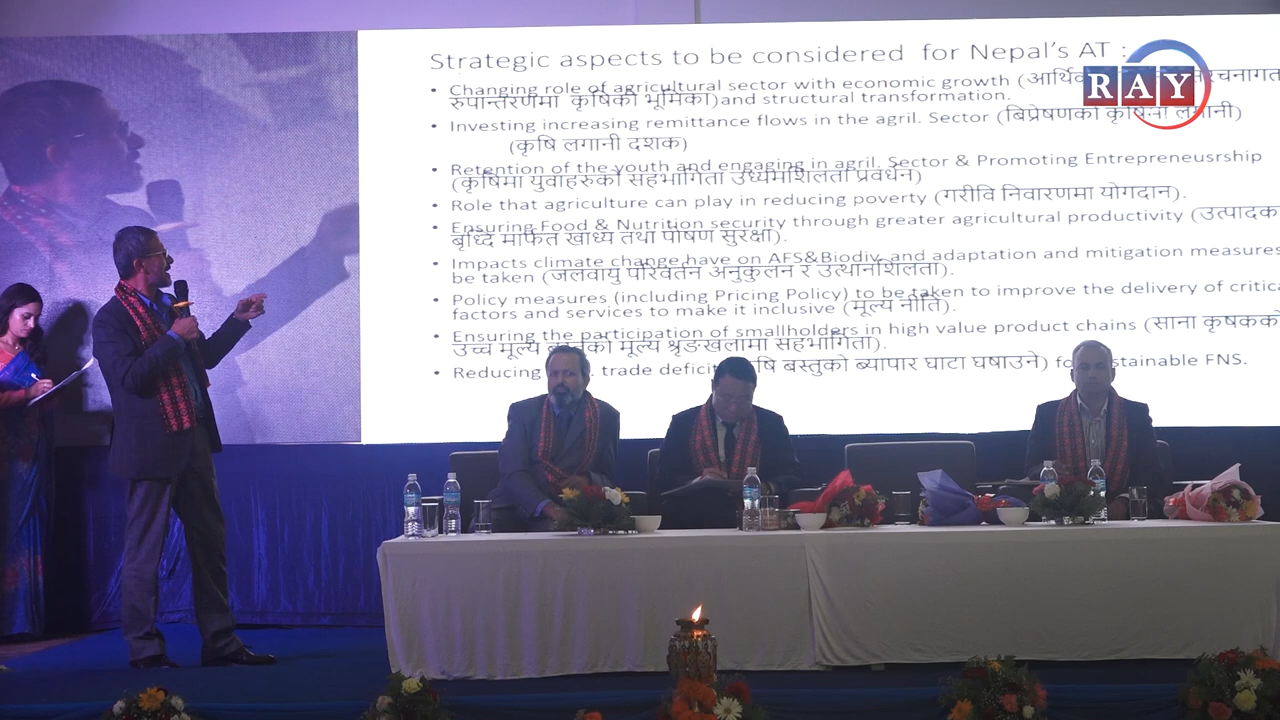 Strategic aspects to be considered for Nepal's AT :
• Changing role of agricultural sector with economic growth (आर्थिक
रुपान्तरणमा कृषिको भूमिका)and structural transformation.
• Investing increasing remittance flows in the agril. Sector (बिप्रेषणको कृषिमा लगानी)
(कृषि लगानी दशक)
• Retention of the youth and engaging in agril. Sector & Promoting Entrepreneusrship
(कृषिमा युवाहरुको सहभागिता उध्यमशिलता प्रवर्धन)
• Role that agriculture can play in reducing poverty (गरीवि निवारणमा योगदान).
• Ensuring Food & Nutrition security through greater agricultural productivity (उत्पादक
बृध्दि मार्फत खाध्य तथा पोषण सुरक्षा).
• Impacts climate change have on AFS&Biodiv. and adaptation and mitigation measures
be taken (जलवायु परिवर्तन अनुकुलन र उत्थानशिलता).
• Policy measures (including Pricing Policy) to be taken to improve the delivery of critica
factors and services to make it inclusive (मूल्य नीति).
• Ensuring the participation of smallholders in high value product chains (साना कृषकको
उच्च मूल्य को मूल्य श्रृङखलामा सहभागिता).
• Reducing trade deficit बस्तुको ब्यापार घाटा घषाउने) for sustainable FNS.
RAY